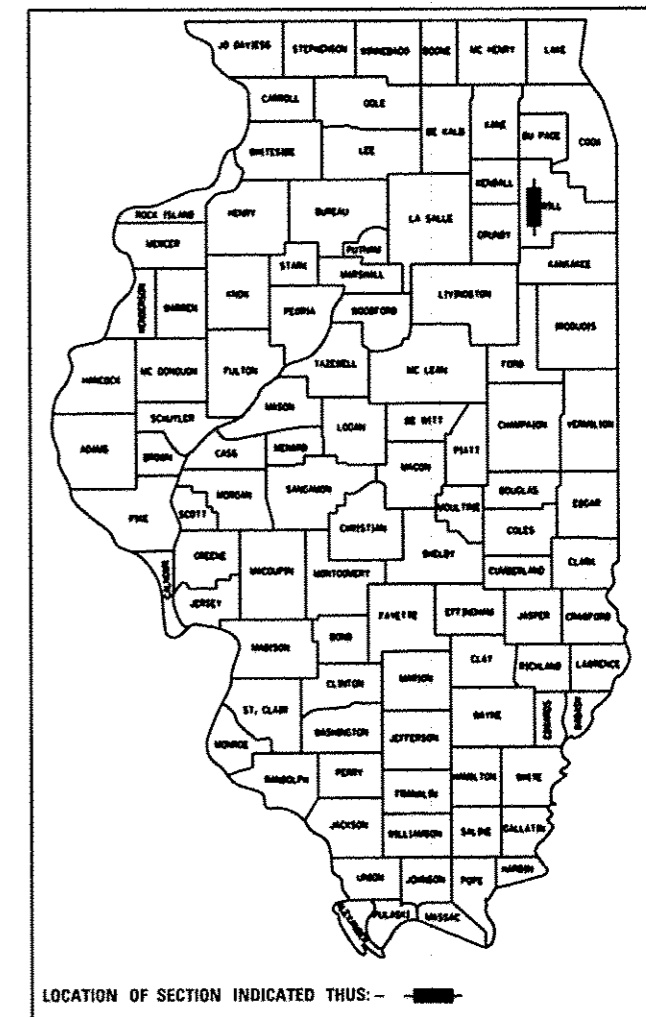 JO DAVIESS STEPHENSON WINNEBAGO BOONE MC HENRY LAKE
CARROLL OGLE DE KALB KANE DU PAGE COOK
WHITESIDE LEE KENDALL WILL
ROCK ISLAND HENRY BUREAU LA SALLE GRUNDY
MERCER PUTNAM KANKAKEE
STARK MARSHALL LIVINGSTON
HENDERSON WARREN KNOX PEORIA WOODFORD IROQUOIS
HANCOCK MC DONOUGH FULTON TAZEWELL MC LEAN FORD
SCHUYLER MASON LOGAN DE WITT CHAMPAIGN VERMILION
ADAMS BROWN CASS MENARD MACON PIATT
PIKE SCOTT MORGAN SANGAMON CHRISTIAN MOULTRIE DOUGLAS EDGAR
COLES
CALHOUN GREENE MACOUPIN MONTGOMERY SHELBY CUMBERLAND CLARK
JERSEY FAYETTE EFFINGHAM JASPER CRAWFORD
MADISON BOND CLAY RICHLAND LAWRENCE
CLINTON MARION
ST. CLAIR WASHINGTON JEFFERSON WAYNE EDWARDS WABASH
MONROE
RANDOLPH PERRY FRANKLIN HAMILTON WHITE
JACKSON WILLIAMSON SALINE GALLATIN
UNION JOHNSON POPE HARDIN
ALEXANDER PULASKI MASSAC
LOCATION OF SECTION INDICATED THUS:-